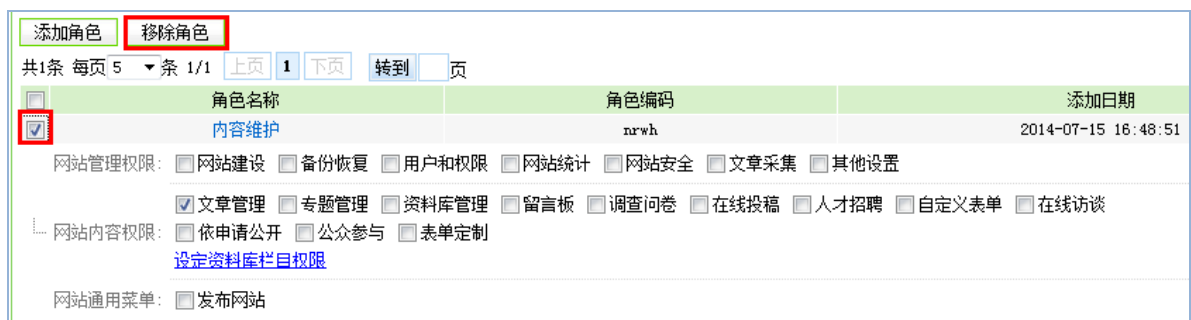 添加角色 移除角色
共1条 每页 5 条 1/1 上页 1 下页 转到 页
角色名称 角色编码 添加日期
内容维护 nrwh 2014-07-15 16:48:51
网站管理权限: 网站建设 备份恢复 用户和权限 网站统计 网站安全 文章采集 其他设置
文章管理 专题管理 资料库管理 留言板 调查问卷 在线投稿 人才招聘 自定义表单 在线访谈
网站内容权限: 依申请公开 公众参与 表单定制
设定资料库栏目权限
网站通用菜单: 发布网站